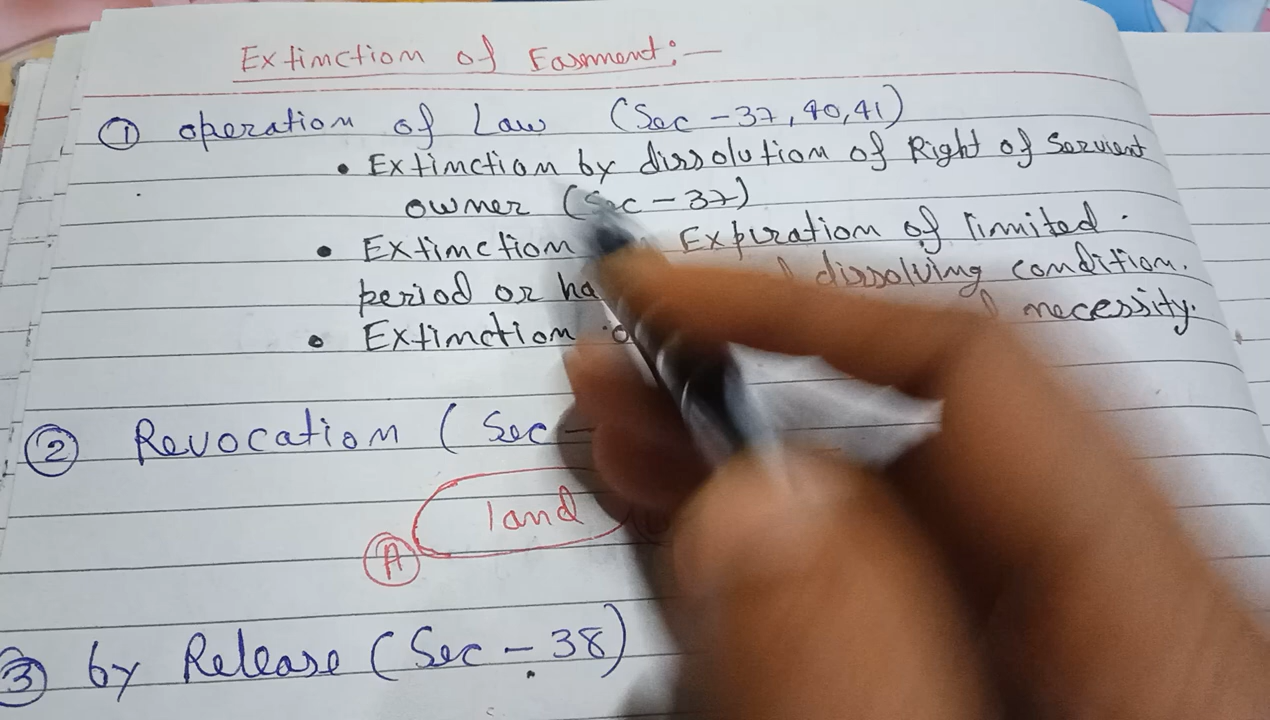 Extinction of Easment:-
① operation of Law (Sec-37,40,41)
• Extinction by dissolution of Right of Servient
owner (Sec-37)
• Extinction Expiration of limited
period or dissolving condition.
• Extinction necessity.
② Revocation (Sec-
land
A
③ by Release (Sec-38)